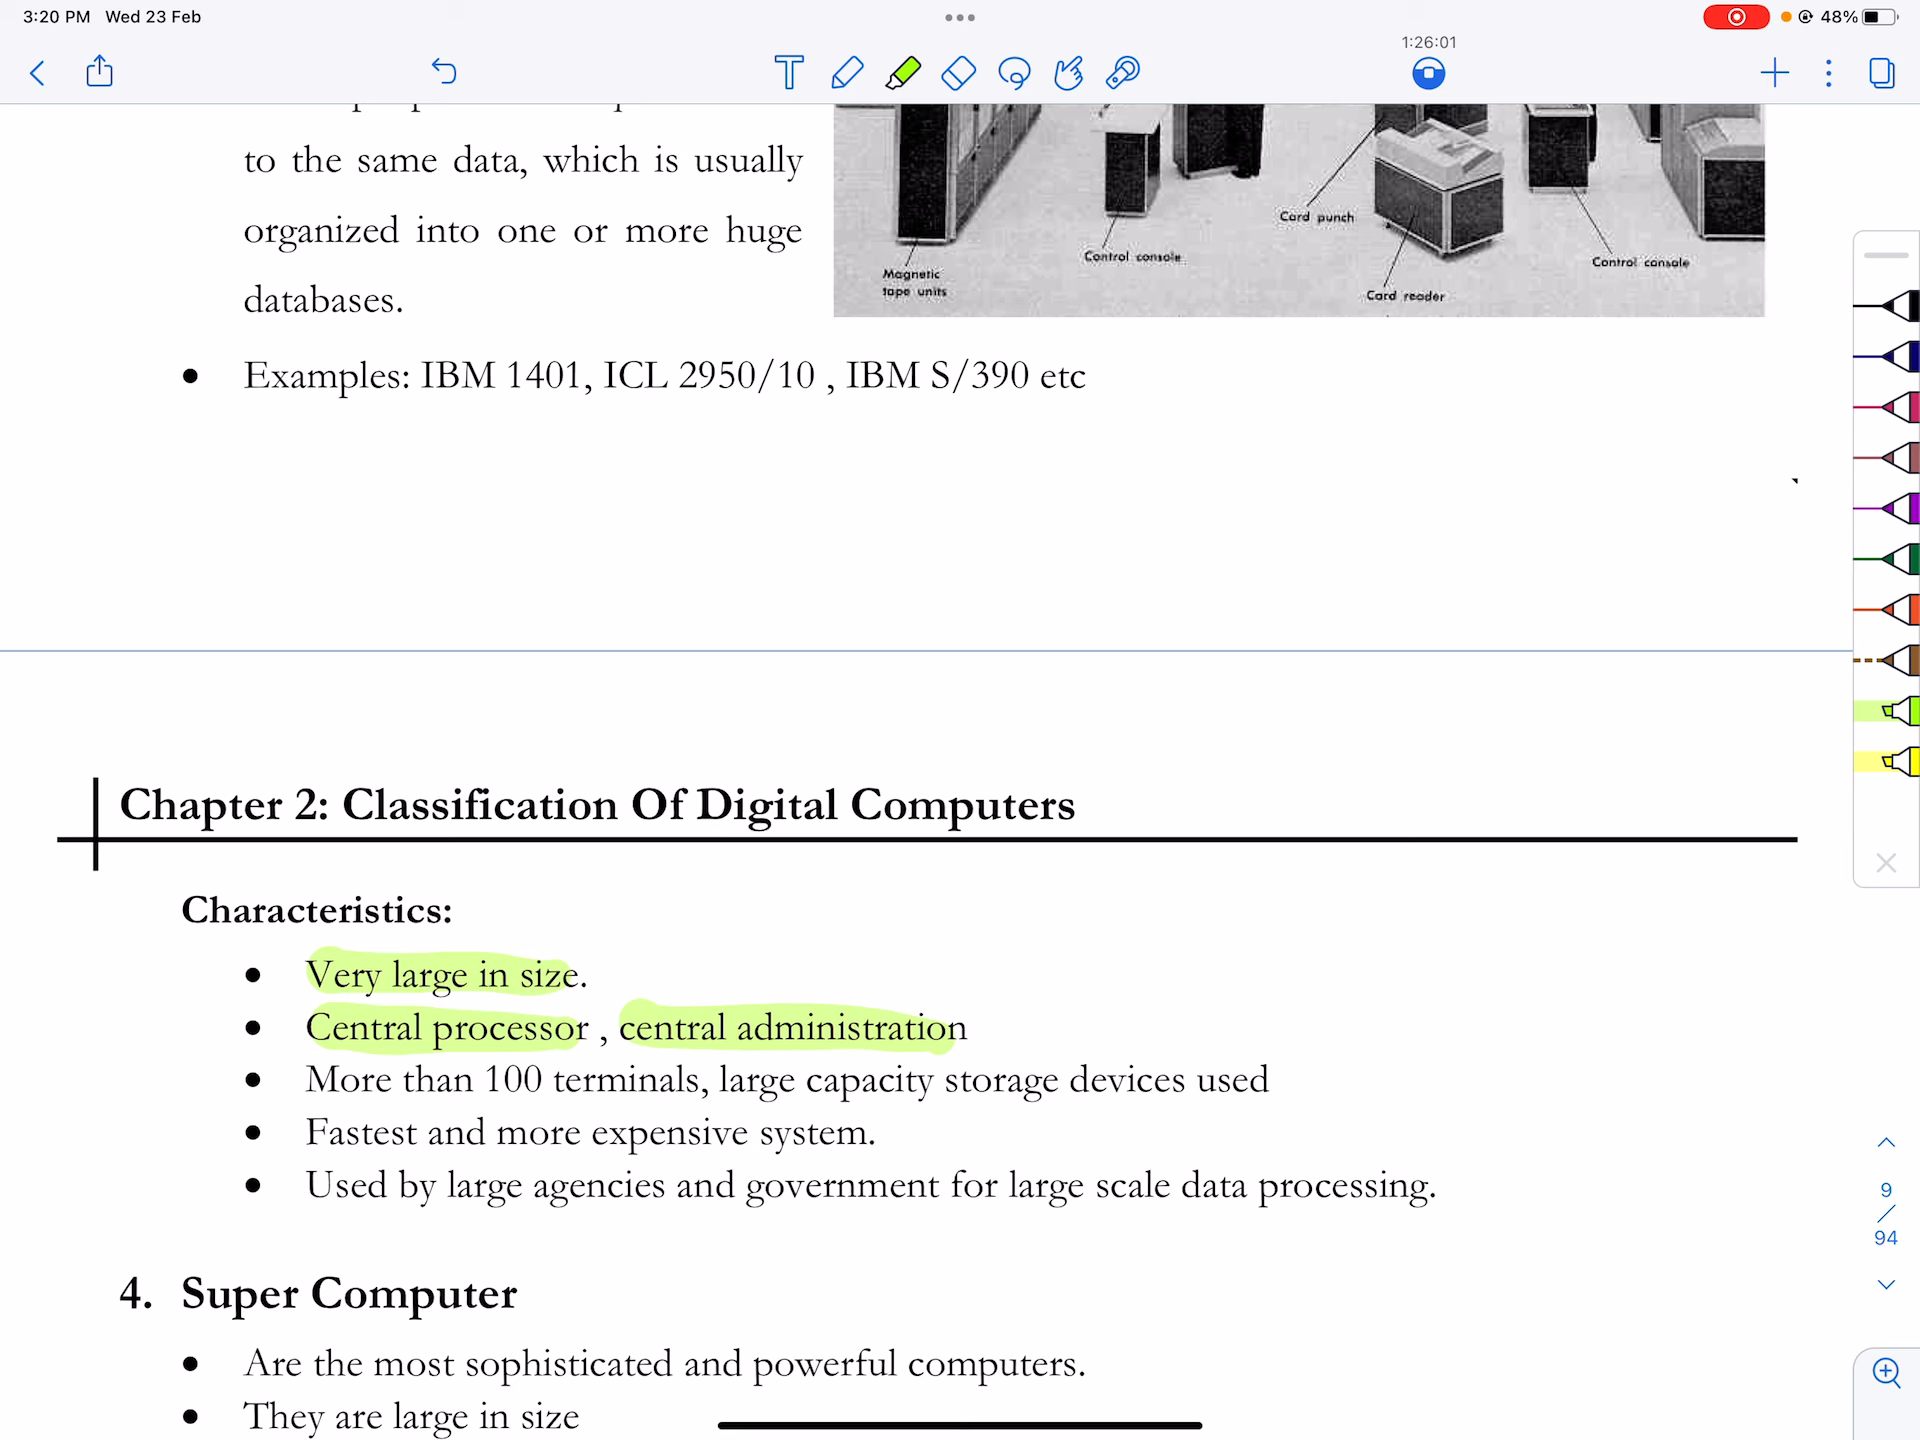 3:20 PM Wed 23 Feb
48%
1:26:01
to the same data, which is usually
organized into one or more huge
databases.
Magnetic
tape units
Control console
Card punch
Card reader
Control console
• Examples: IBM 1401, ICL 2950/10 , IBM S/390 etc
Chapter 2: Classification Of Digital Computers
Characteristics:
• Very large in size.
• Central processor , central administration
• More than 100 terminals, large capacity storage devices used
• Fastest and more expensive system.
• Used by large agencies and government for large scale data processing.
9
/
94
4. Super Computer
• Are the most sophisticated and powerful computers.
• They are large in size